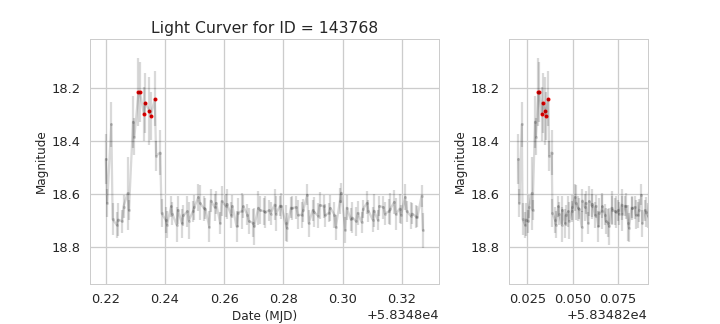 Light Curver for ID = 143768
Magnitude
18.2
18.4
18.6
18.8
0.22 0.24 0.26 0.28 0.30 0.32
Date (MJD)
+5.8348e4
Magnitude
18.2
18.4
18.6
18.8
0.025 0.050 0.075
+5.83482e4